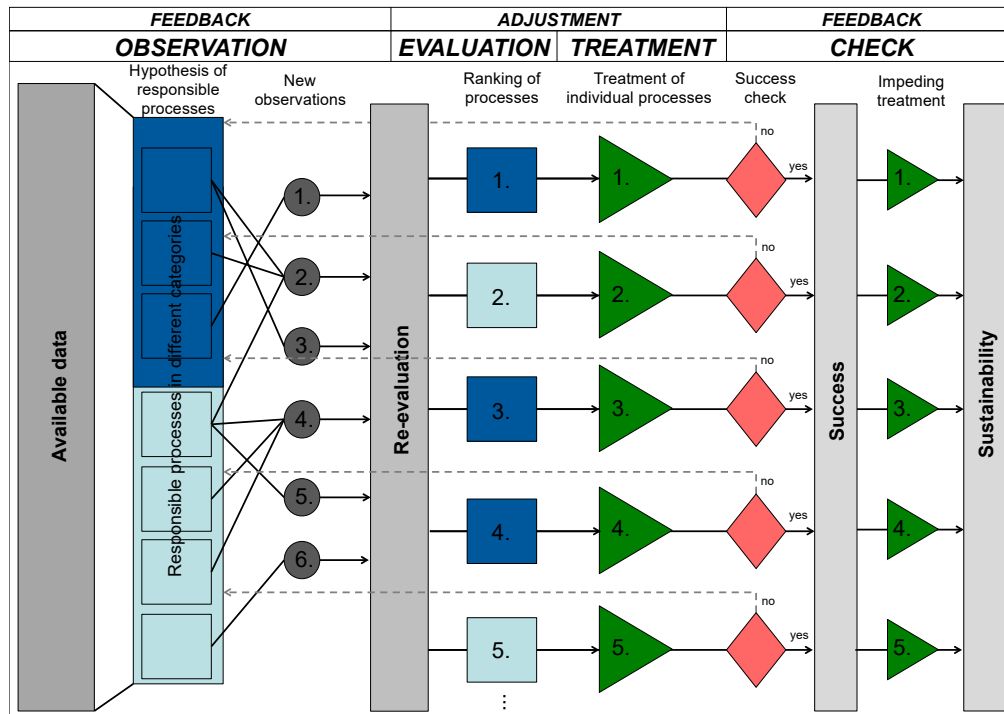 FEEDBACK
ADJUSTMENT
FEEDBACK
OBSERVATION
EVALUATION
TREATMENT
CHECK
Hypothesis of
responsible
processes
New
observations
Ranking of
processes
Treatment of
individual processes
Success
check
Impeding
treatment
Available data
Responsible processes in different categories
1.
2.
3.
4.
5.
6.
Re-evaluation
1.
2.
3.
4.
5.
...
1.
2.
3.
4.
5.
no
yes
no
yes
no
yes
no
yes
no
yes
Success
1.
2.
3.
4.
5.
Sustainability